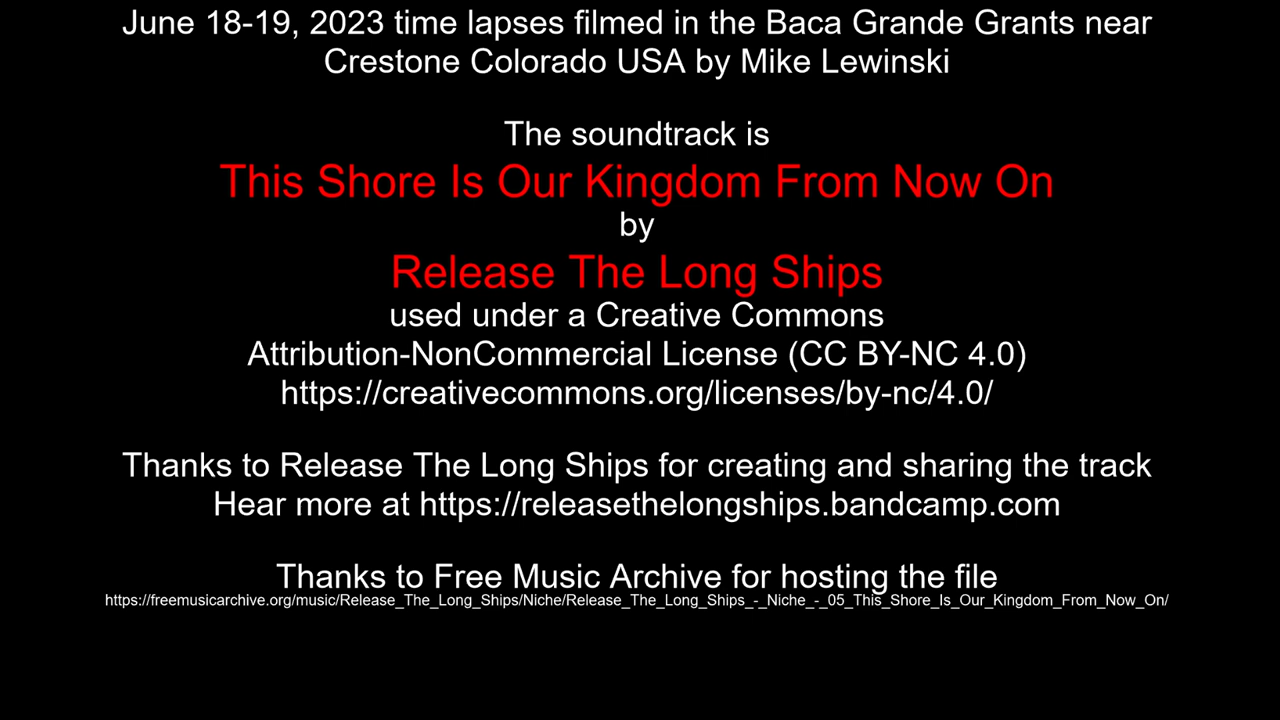 June 18-19, 2023 time lapses filmed in the Baca Grande Grants near
Crestone Colorado USA by Mike Lewinski
The soundtrack is
This Shore Is Our Kingdom From Now On
by
Release The Long Ships
used under a Creative Commons
Attribution-NonCommercial License (CC BY-NC 4.0)
https://creativecommons.org/licenses/by-nc/4.0/
Thanks to Release The Long Ships for creating and sharing the track
Hear more at https://releasethelongships.bandcamp.com
Thanks to Free Music Archive for hosting the file
https://freemusicarchive.org/music/Release_The_Long_Ships/Niche/Release_The_Long_Ships_-_Niche_-_05_This_Shore_Is_Our_Kingdom_From_Now_On/